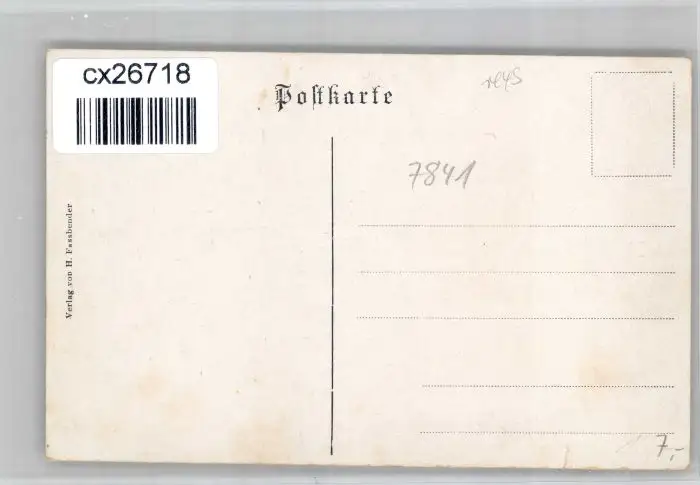 cx26718
Postkarte
7841
Verlag von H. Fassbender
7,-